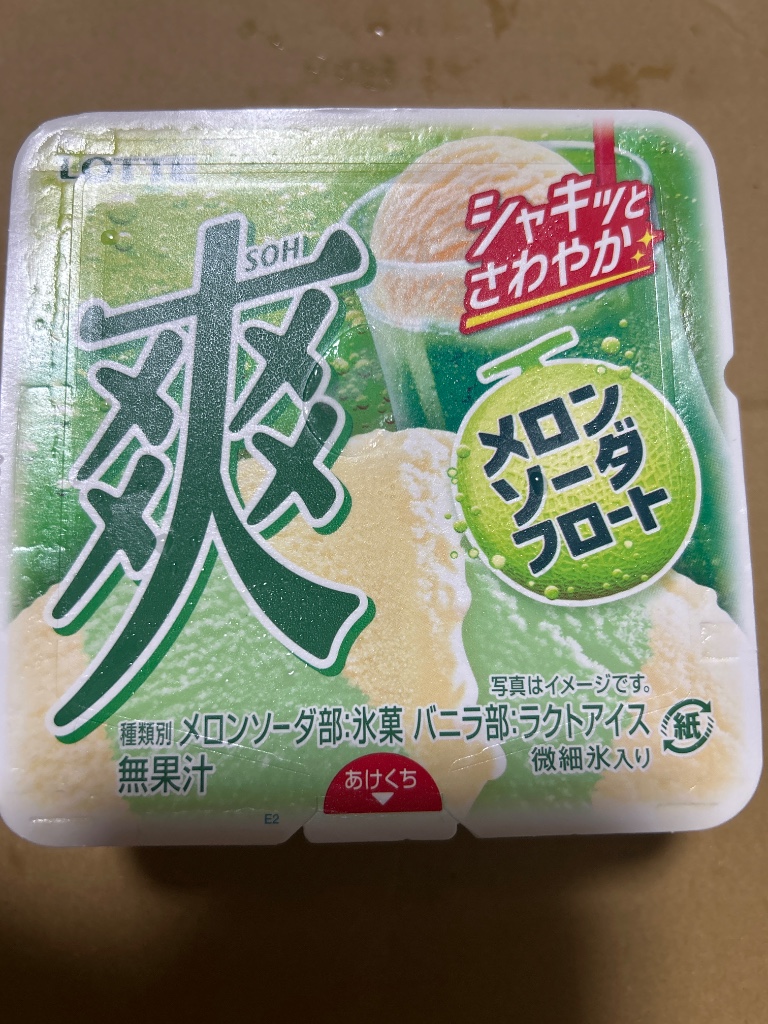 LOTTE
爽
SOH
シャキッと
さわやか
メロン
ソーダ
フロート
写真はイメージです。
種類別 メロンソーダ部:氷菓 バニラ部:ラクトアイス
無果汁
微細氷入り
紙
あけくち
E2